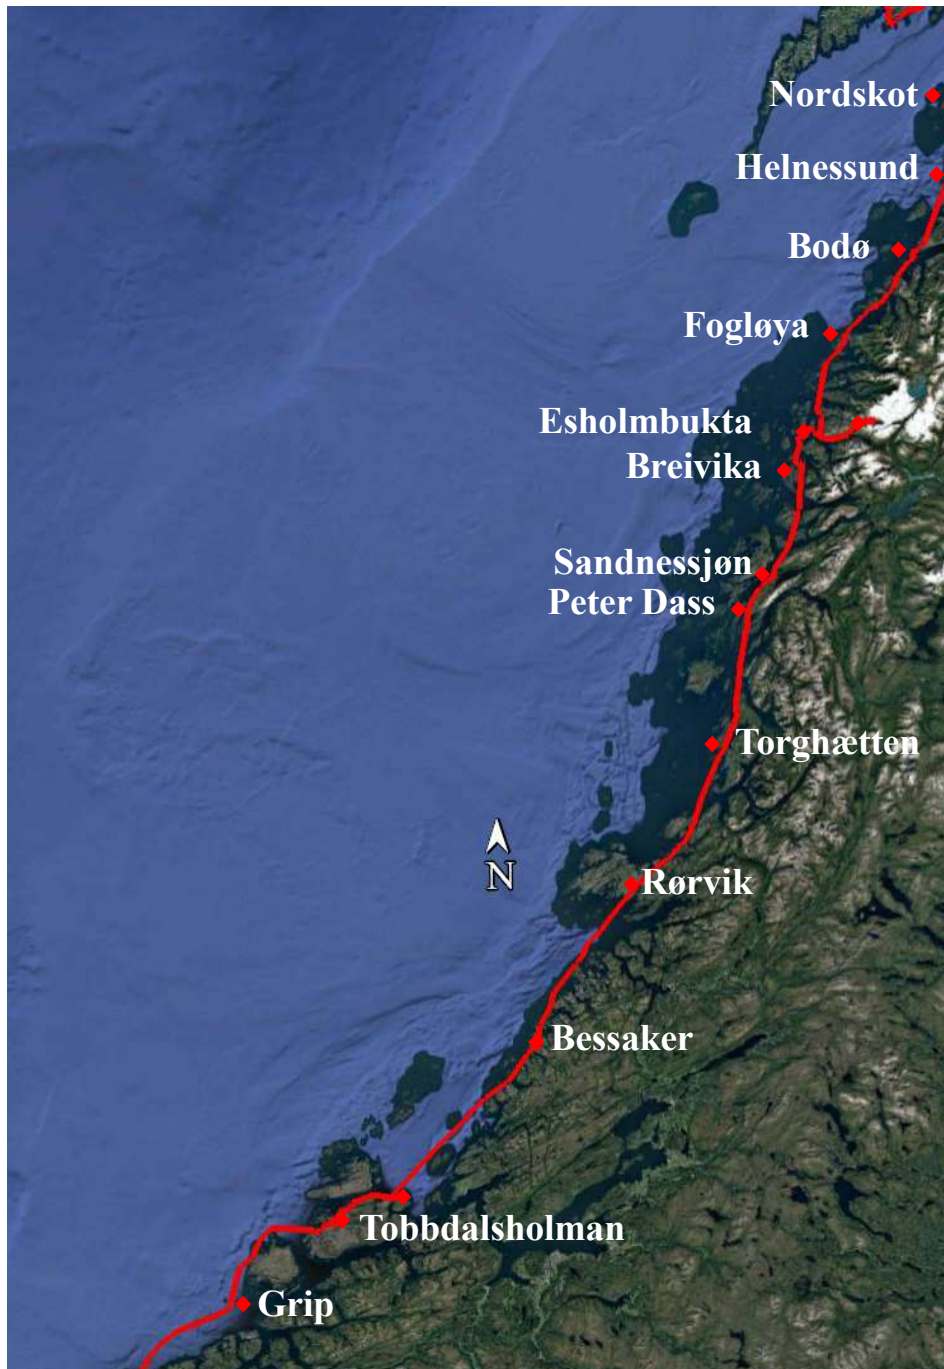 Nordskot
Helnessund
Bodø
Fogløya
Esholmbukta
Breivika
Sandnessjøn
Peter Dass
Torghætten
N
Rørvik
Bessaker
Tobbdalsholman
Grip